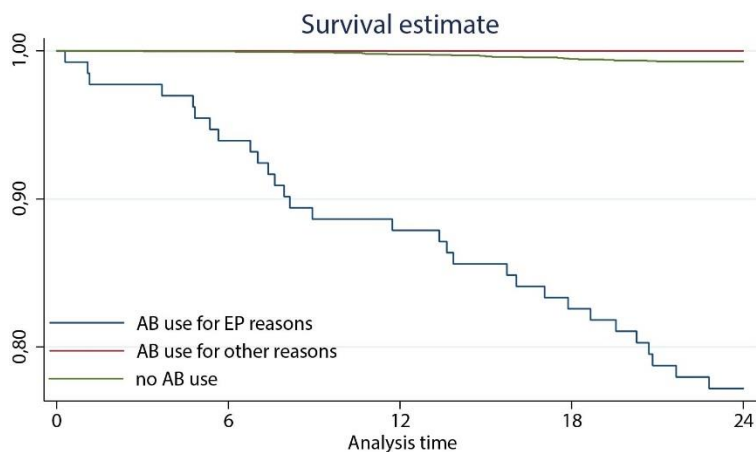 Survival estimate
1,00
0,90
0,80
AB use for EP reasons
AB use for other reasons
no AB use
0
6
12
18
24
Analysis time